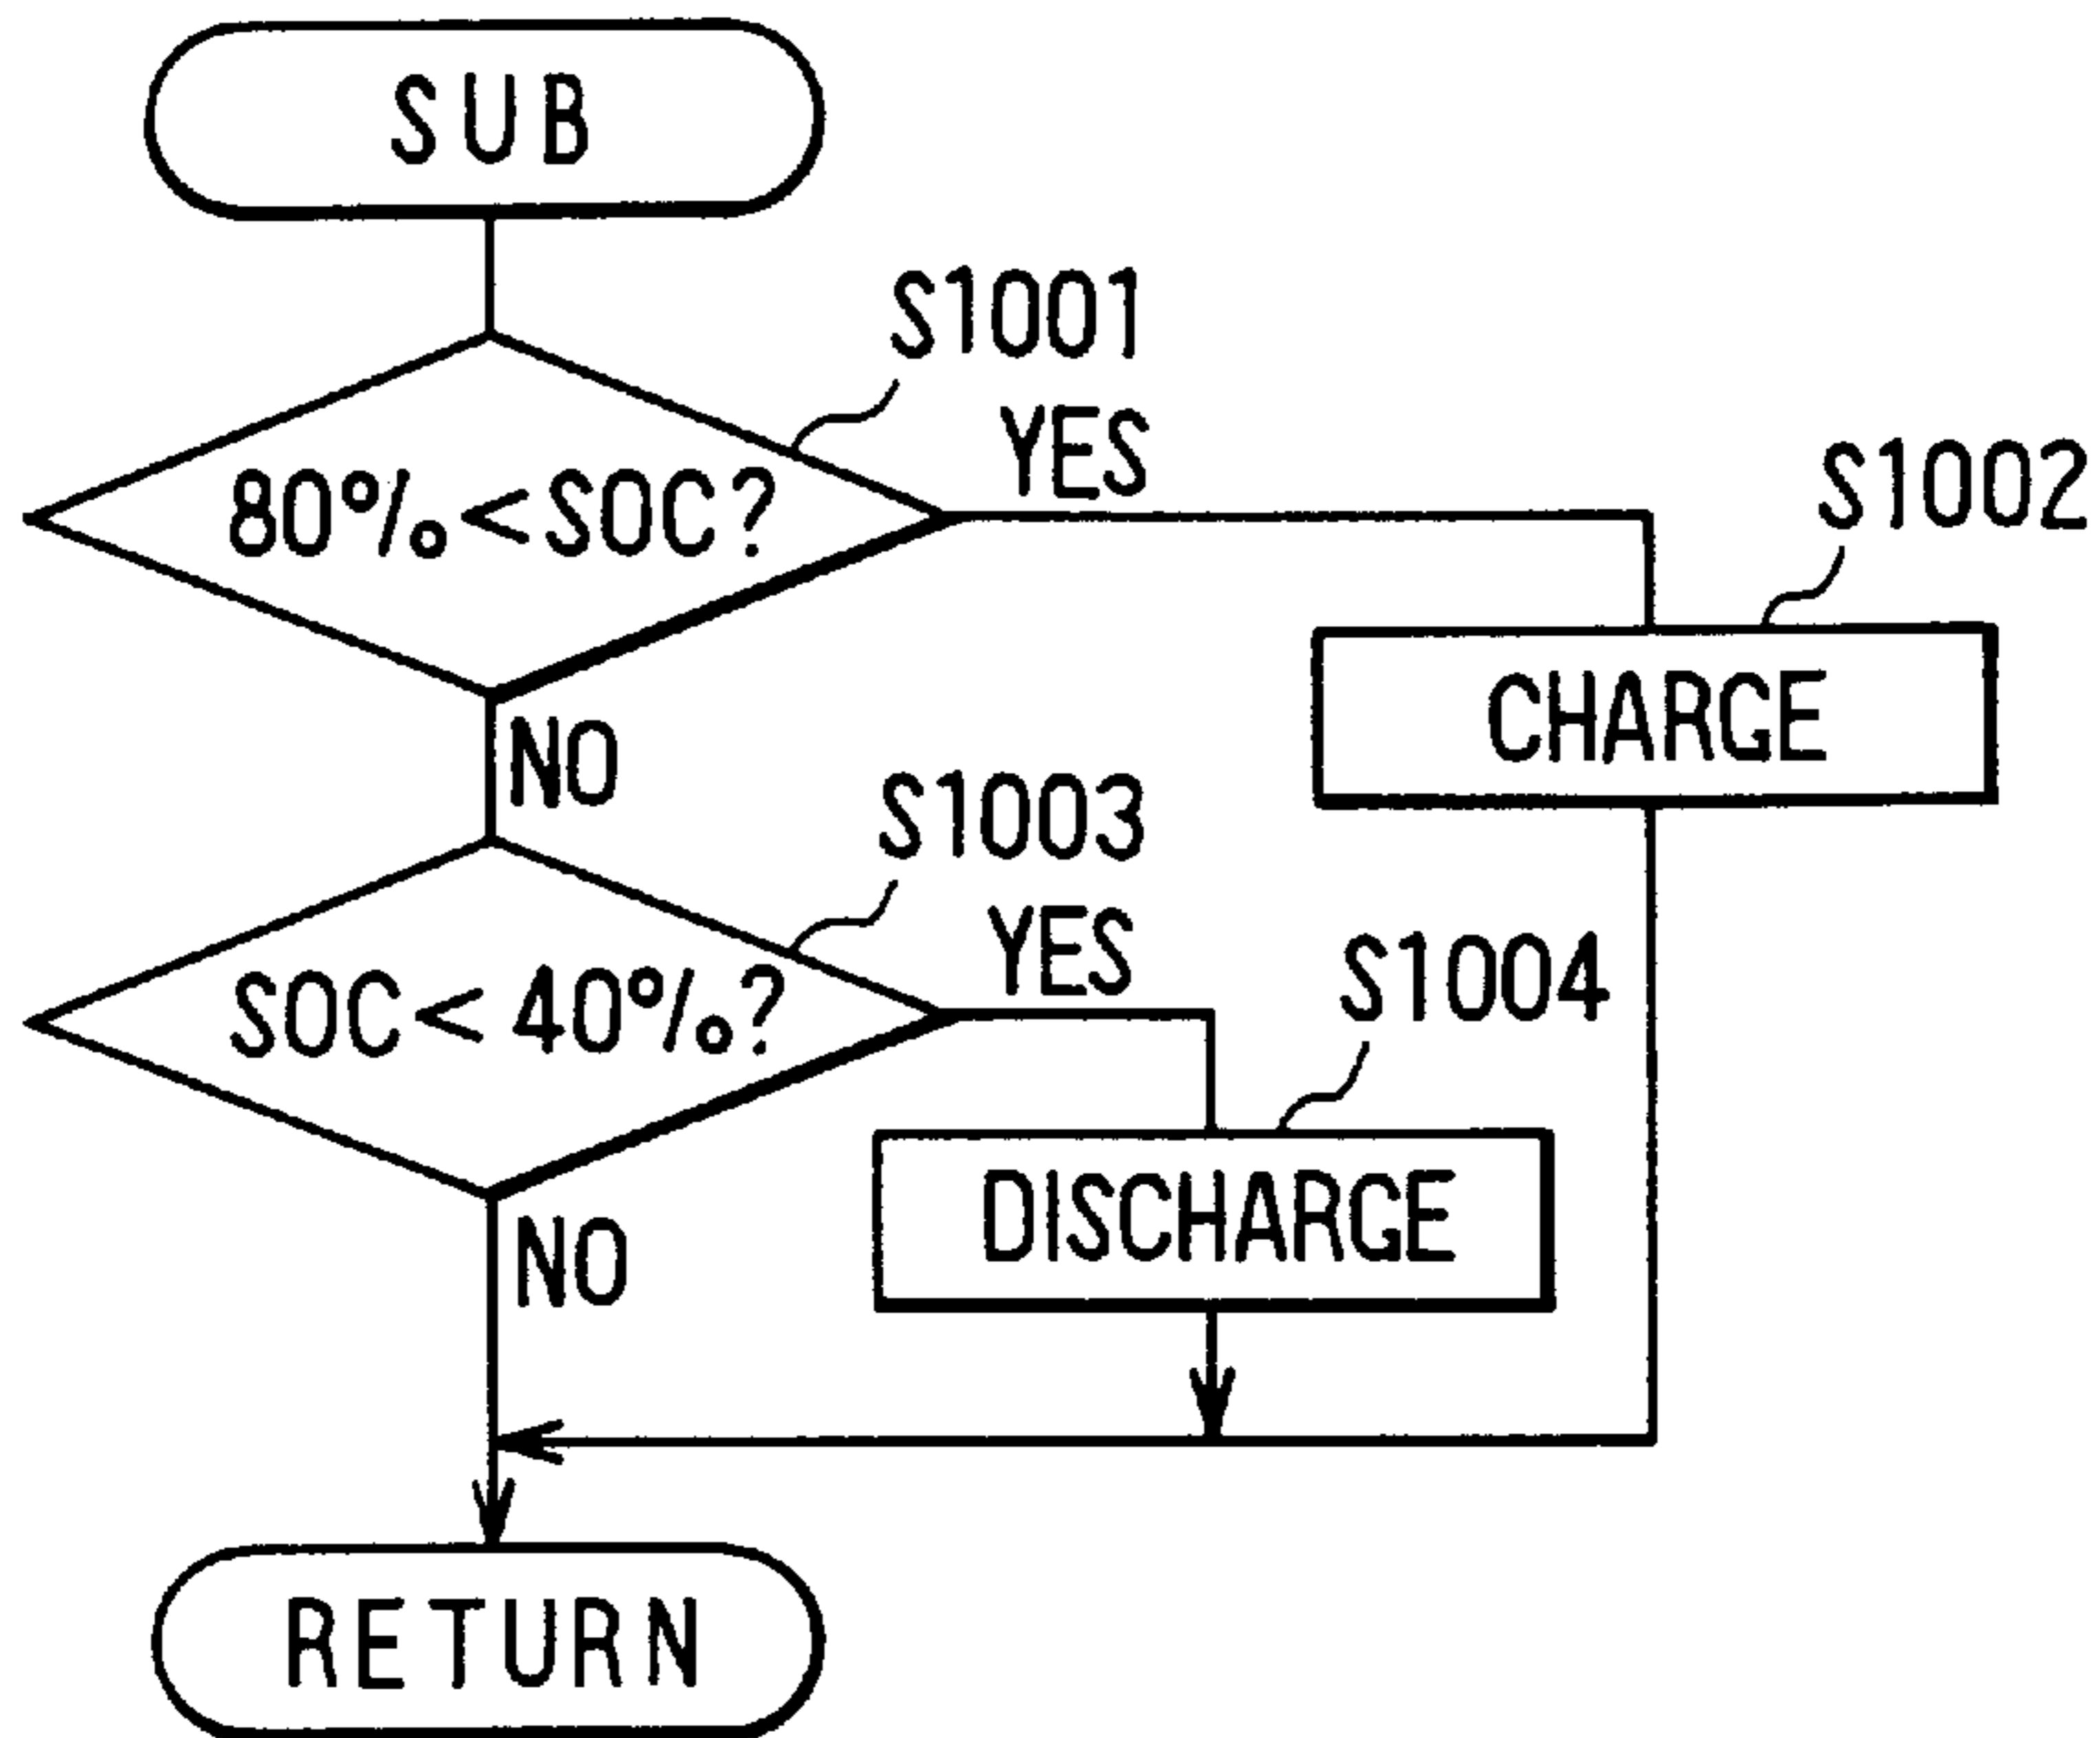 SUB
S1001
YES
80%<SOC?
S1002
CHARGE
NO
S1003
YES
SOC<40%?
S1004
DISCHARGE
NO
RETURN